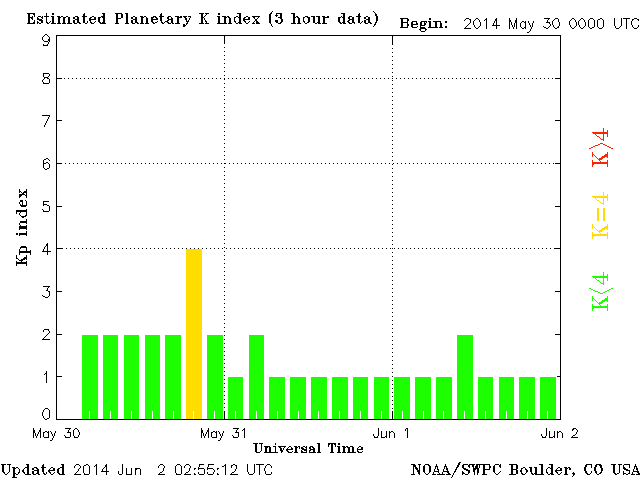 Estimated Planetary K index (3 hour data)
Begin: 2014 May 30 0000 UTC
9
8
7
6
5
4
3
2
1
0
Kp index
K>4
K=4
K<4
May 30
May 31
Jun 1
Jun 2
Universal Time
Updated 2014 Jun 2 02:55:12 UTC
NOAA/SWPC Boulder, CO USA